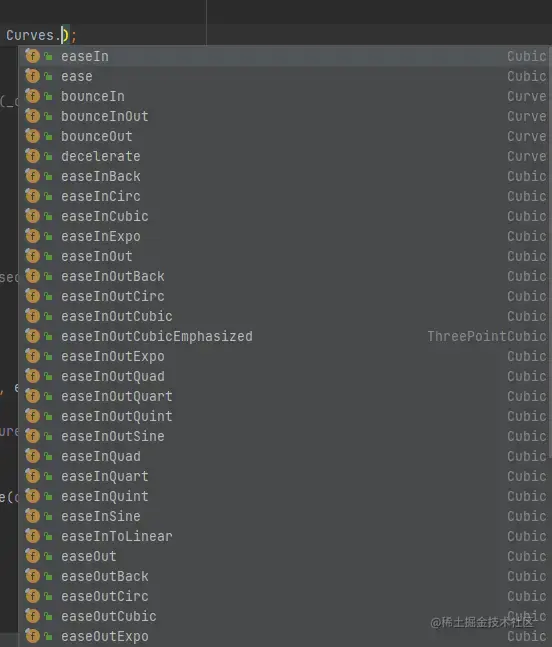 Curves.);
easeIn Cubic
ease Cubic
bounceIn Curve
bounceInOut Curve
bounceOut Curve
decelerate Curve
easeInBack Cubic
easeInCirc Cubic
easeInCubic Cubic
easeInExpo Cubic
easeInOut Cubic
easeInOutBack Cubic
easeInOutCirc Cubic
easeInOutCubic Cubic
easeInOutCubicEmphasized ThreePointCubic
easeInOutExpo Cubic
easeInOutQuad Cubic
easeInOutQuart Cubic
easeInOutQuint Cubic
easeInOutSine Cubic
easeInQuad Cubic
easeInQuart Cubic
easeInQuint Cubic
easeInSine Cubic
easeInToLinear Cubic
easeOut Cubic
easeOutBack Cubic
easeOutCirc Cubic
easeOutCubic Cubic
easeOutExpo Cubic
@稀土掘金技术社区